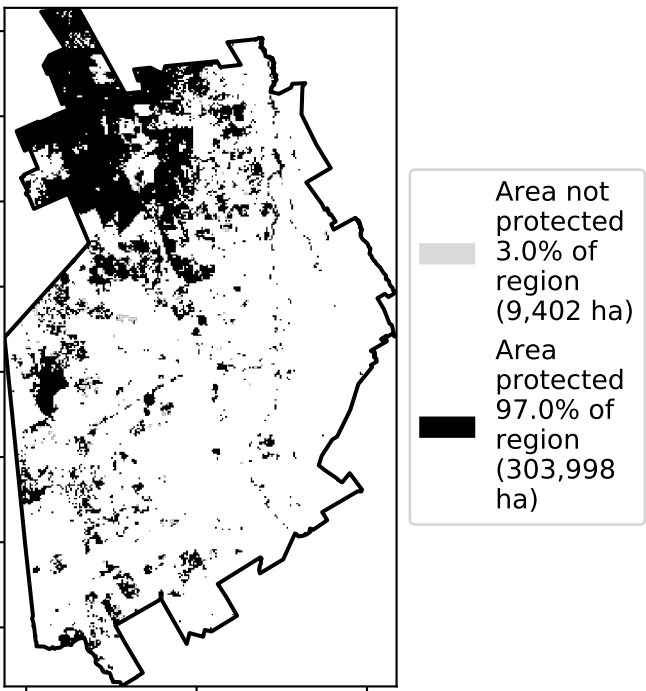 Area not
protected
3.0% of
region
(9,402 ha)
Area
protected
97.0% of
region
(303,998
ha)